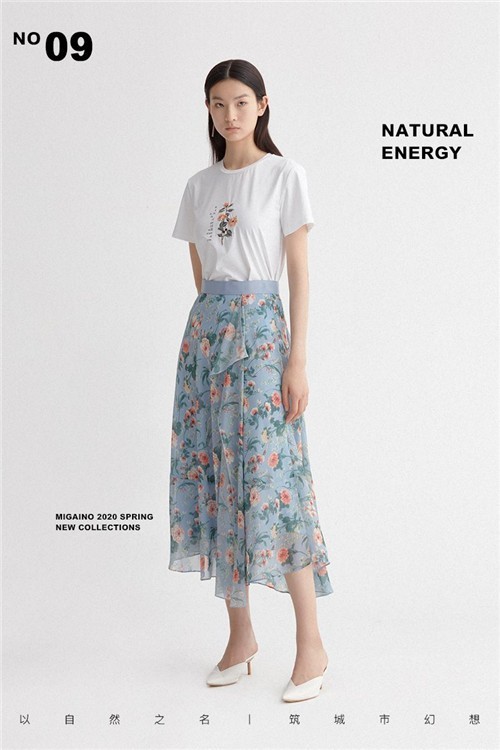 NO 09
NATURAL
ENERGY
MIGAINO 2020 SPRING
NEW COLLECTIONS
以自然之名｜筑城市幻想